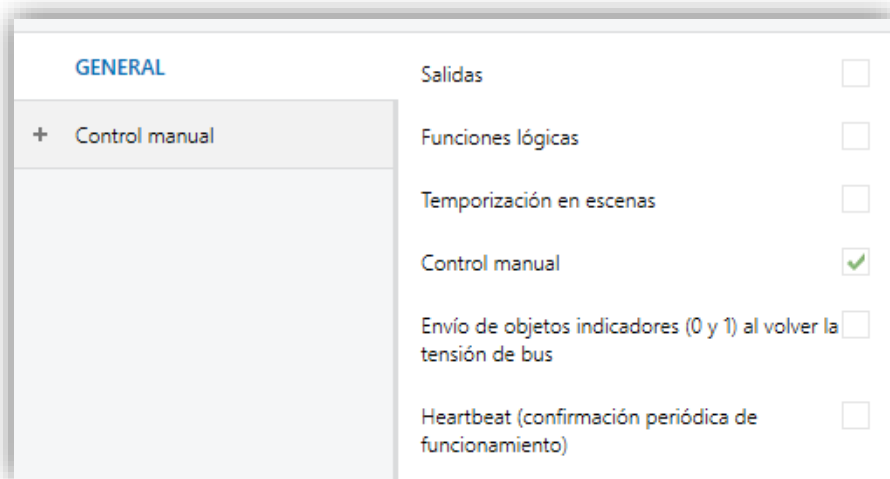 GENERAL
+ Control manual
Salidas
Funciones lógicas
Temporización en escenas
Control manual
Envío de objetos indicadores (0 y 1) al volver la
tensión de bus
Heartbeat (confirmación periódica de
funcionamiento)